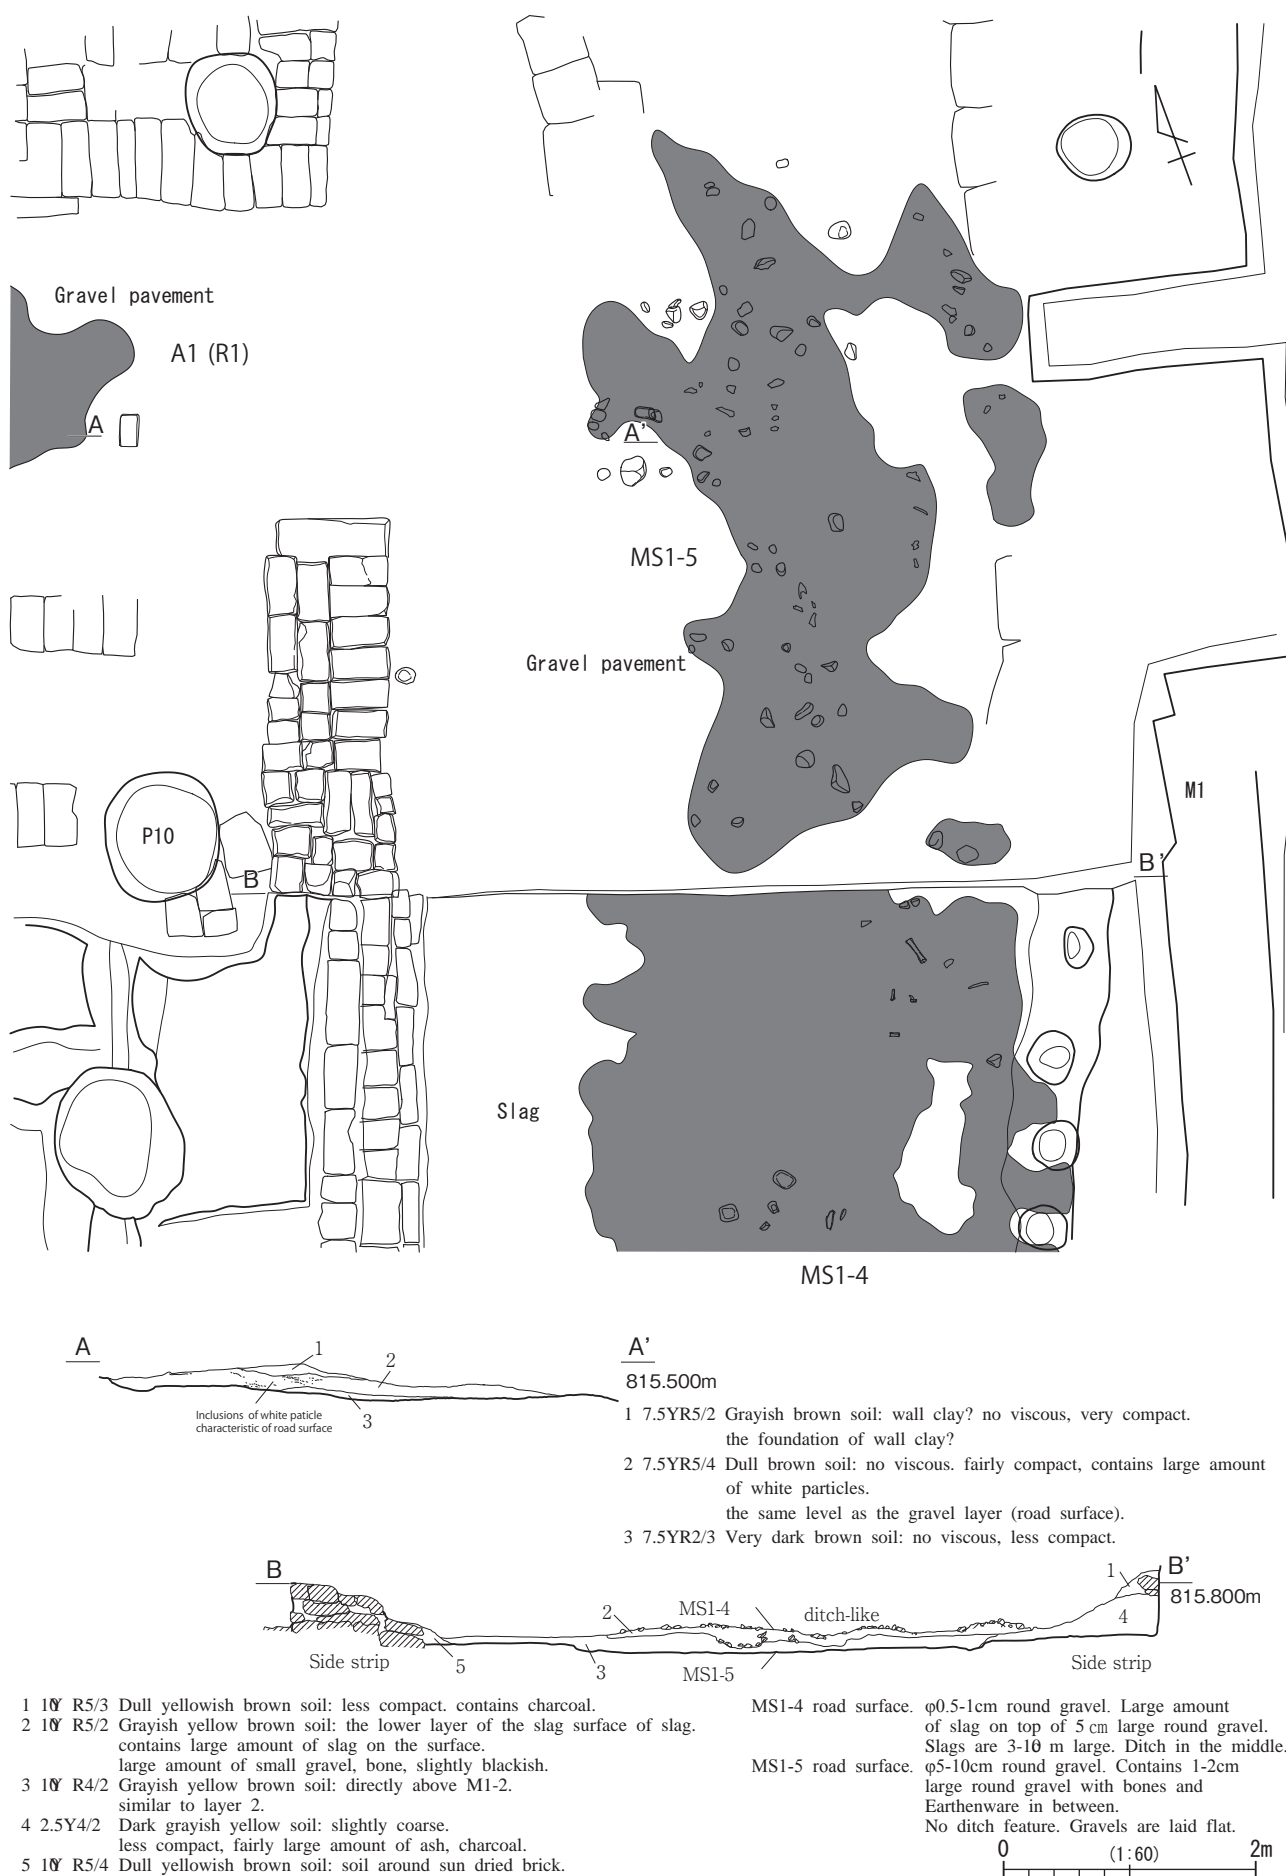 Gravel pavement
A1 (R1)
A
A'
MS1-5
Gravel pavement
M1
P10
B
B'
Slag
MS1-4
A
A'
1
2
815.500m
3
Inclusions of white paticle
characteristic of road surface
1 7.5YR5/2 Grayish brown soil: wall clay? no viscous, very compact.
the foundation of wall clay?
2 7.5YR5/4 Dull brown soil: no viscous. fairly compact, contains large amount
of white particles.
the same level as the gravel layer (road surface).
3 7.5YR2/3 Very dark brown soil: no viscous, less compact.
B
B'
1
815.800m
2
MS1-4
ditch-like
4
Side strip
5
3
MS1-5
Side strip
1 10Y R5/3 Dull yellowish brown soil: less compact. contains charcoal.
2 10Y R5/2 Grayish yellow brown soil: the lower layer of the slag surface of slag.
contains large amount of slag on the surface.
large amount of small gravel, bone, slightly blackish.
3 10Y R4/2 Grayish yellow brown soil: directly above M1-2.
similar to layer 2.
4 2.5Y4/2 Dark grayish yellow soil: slightly coarse.
less compact, fairly large amount of ash, charcoal.
5 10Y R5/4 Dull yellowish brown soil: soil around sun dried brick.
MS1-4 road surface. φ0.5-1cm round gravel. Large amount
of slag on top of 5 ㎝ large round gravel.
Slags are 3-10 m large. Ditch in the middle.
MS1-5 road surface. φ5-10cm round gravel. Contains 1-2cm
large round gravel with bones and
Earthenware in between.
No ditch feature. Gravels are laid flat.
0 (1:60) 2m